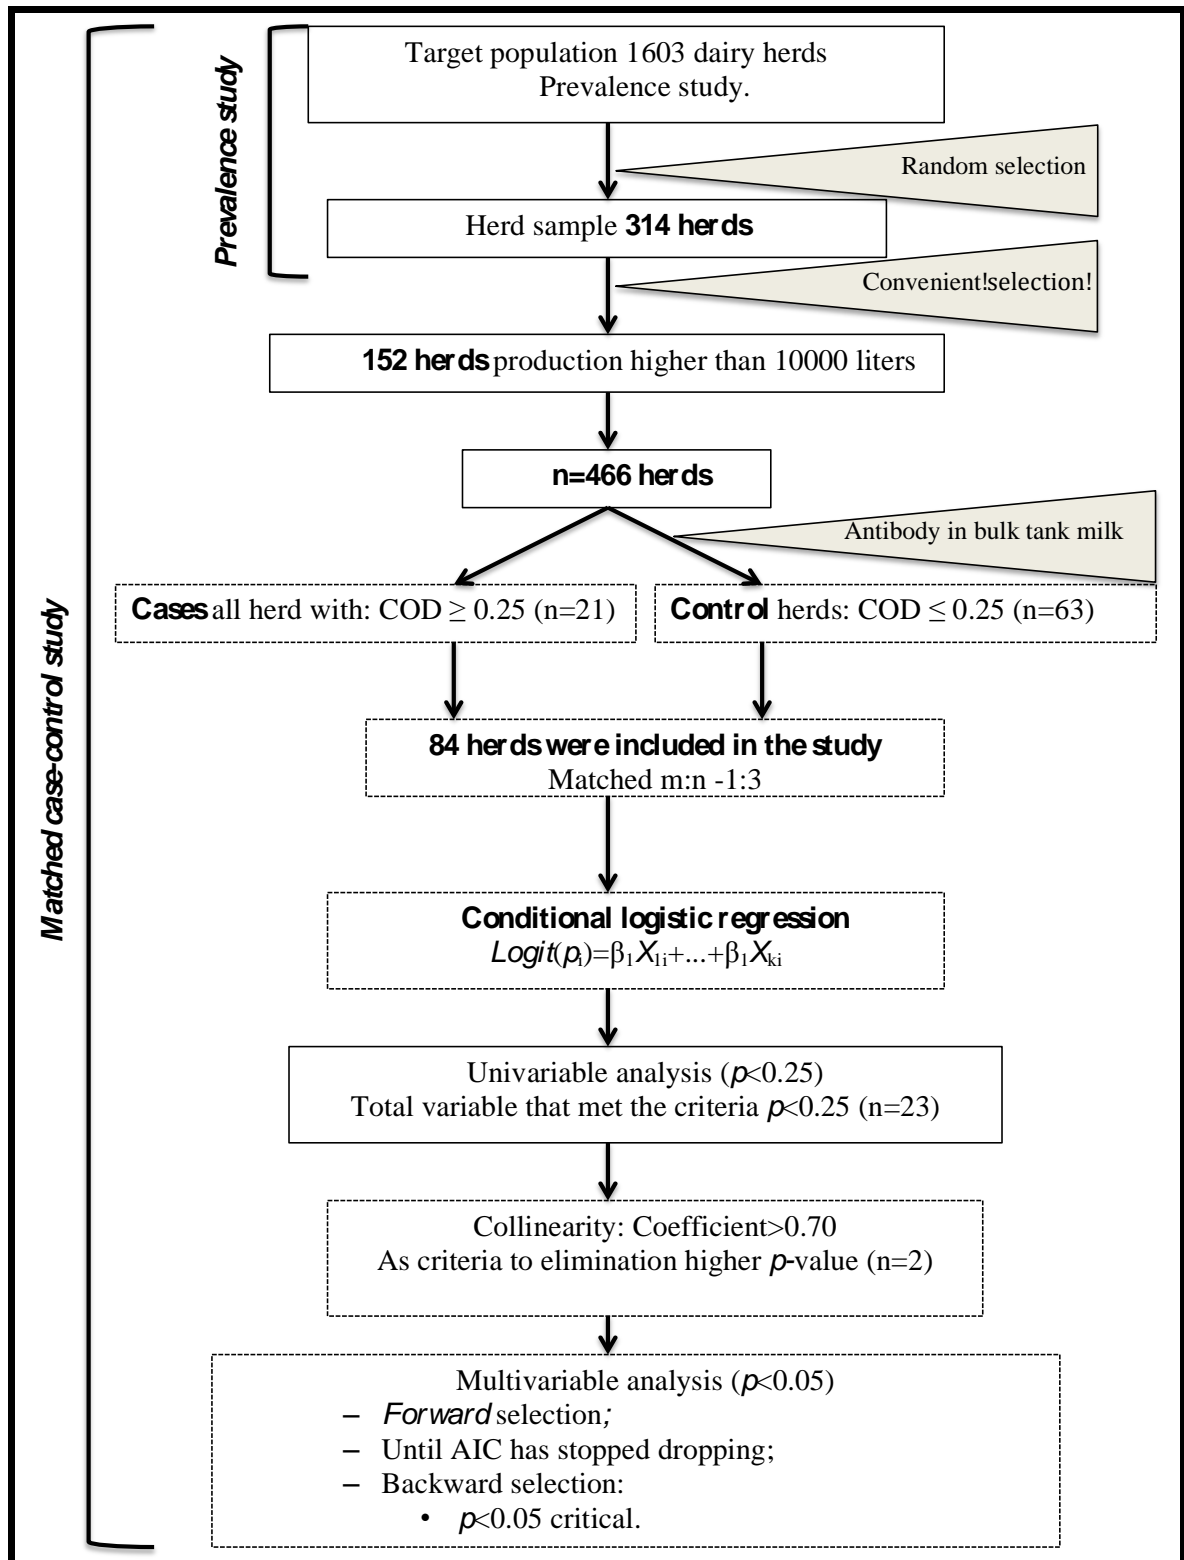 Target population 1603 dairy herds
Prevalence study.
Prevalence study
Random selection
Herd sample 314 herds
Convenient!selection!
152 herds production higher than 10000 liters
n=466 herds
Antibody in bulk tank milk
Cases all herd with: COD ≥ 0.25 (n=21)
Control herds: COD ≤ 0.25 (n=63)
Matched case-control study
84 herds were included in the study
Matched m:n -1:3
Conditional logistic regression
Logit(pᵢ)=β₁X₁ᵢ+...+β₁Xₖᵢ
Univariable analysis (p<0.25)
Total variable that met the criteria p<0.25 (n=23)
Collinearity: Coefficient>0.70
As criteria to elimination higher p-value (n=2)
Multivariable analysis (p<0.05)
– Forward selection;
– Until AIC has stopped dropping;
– Backward selection:
• p<0.05 critical.